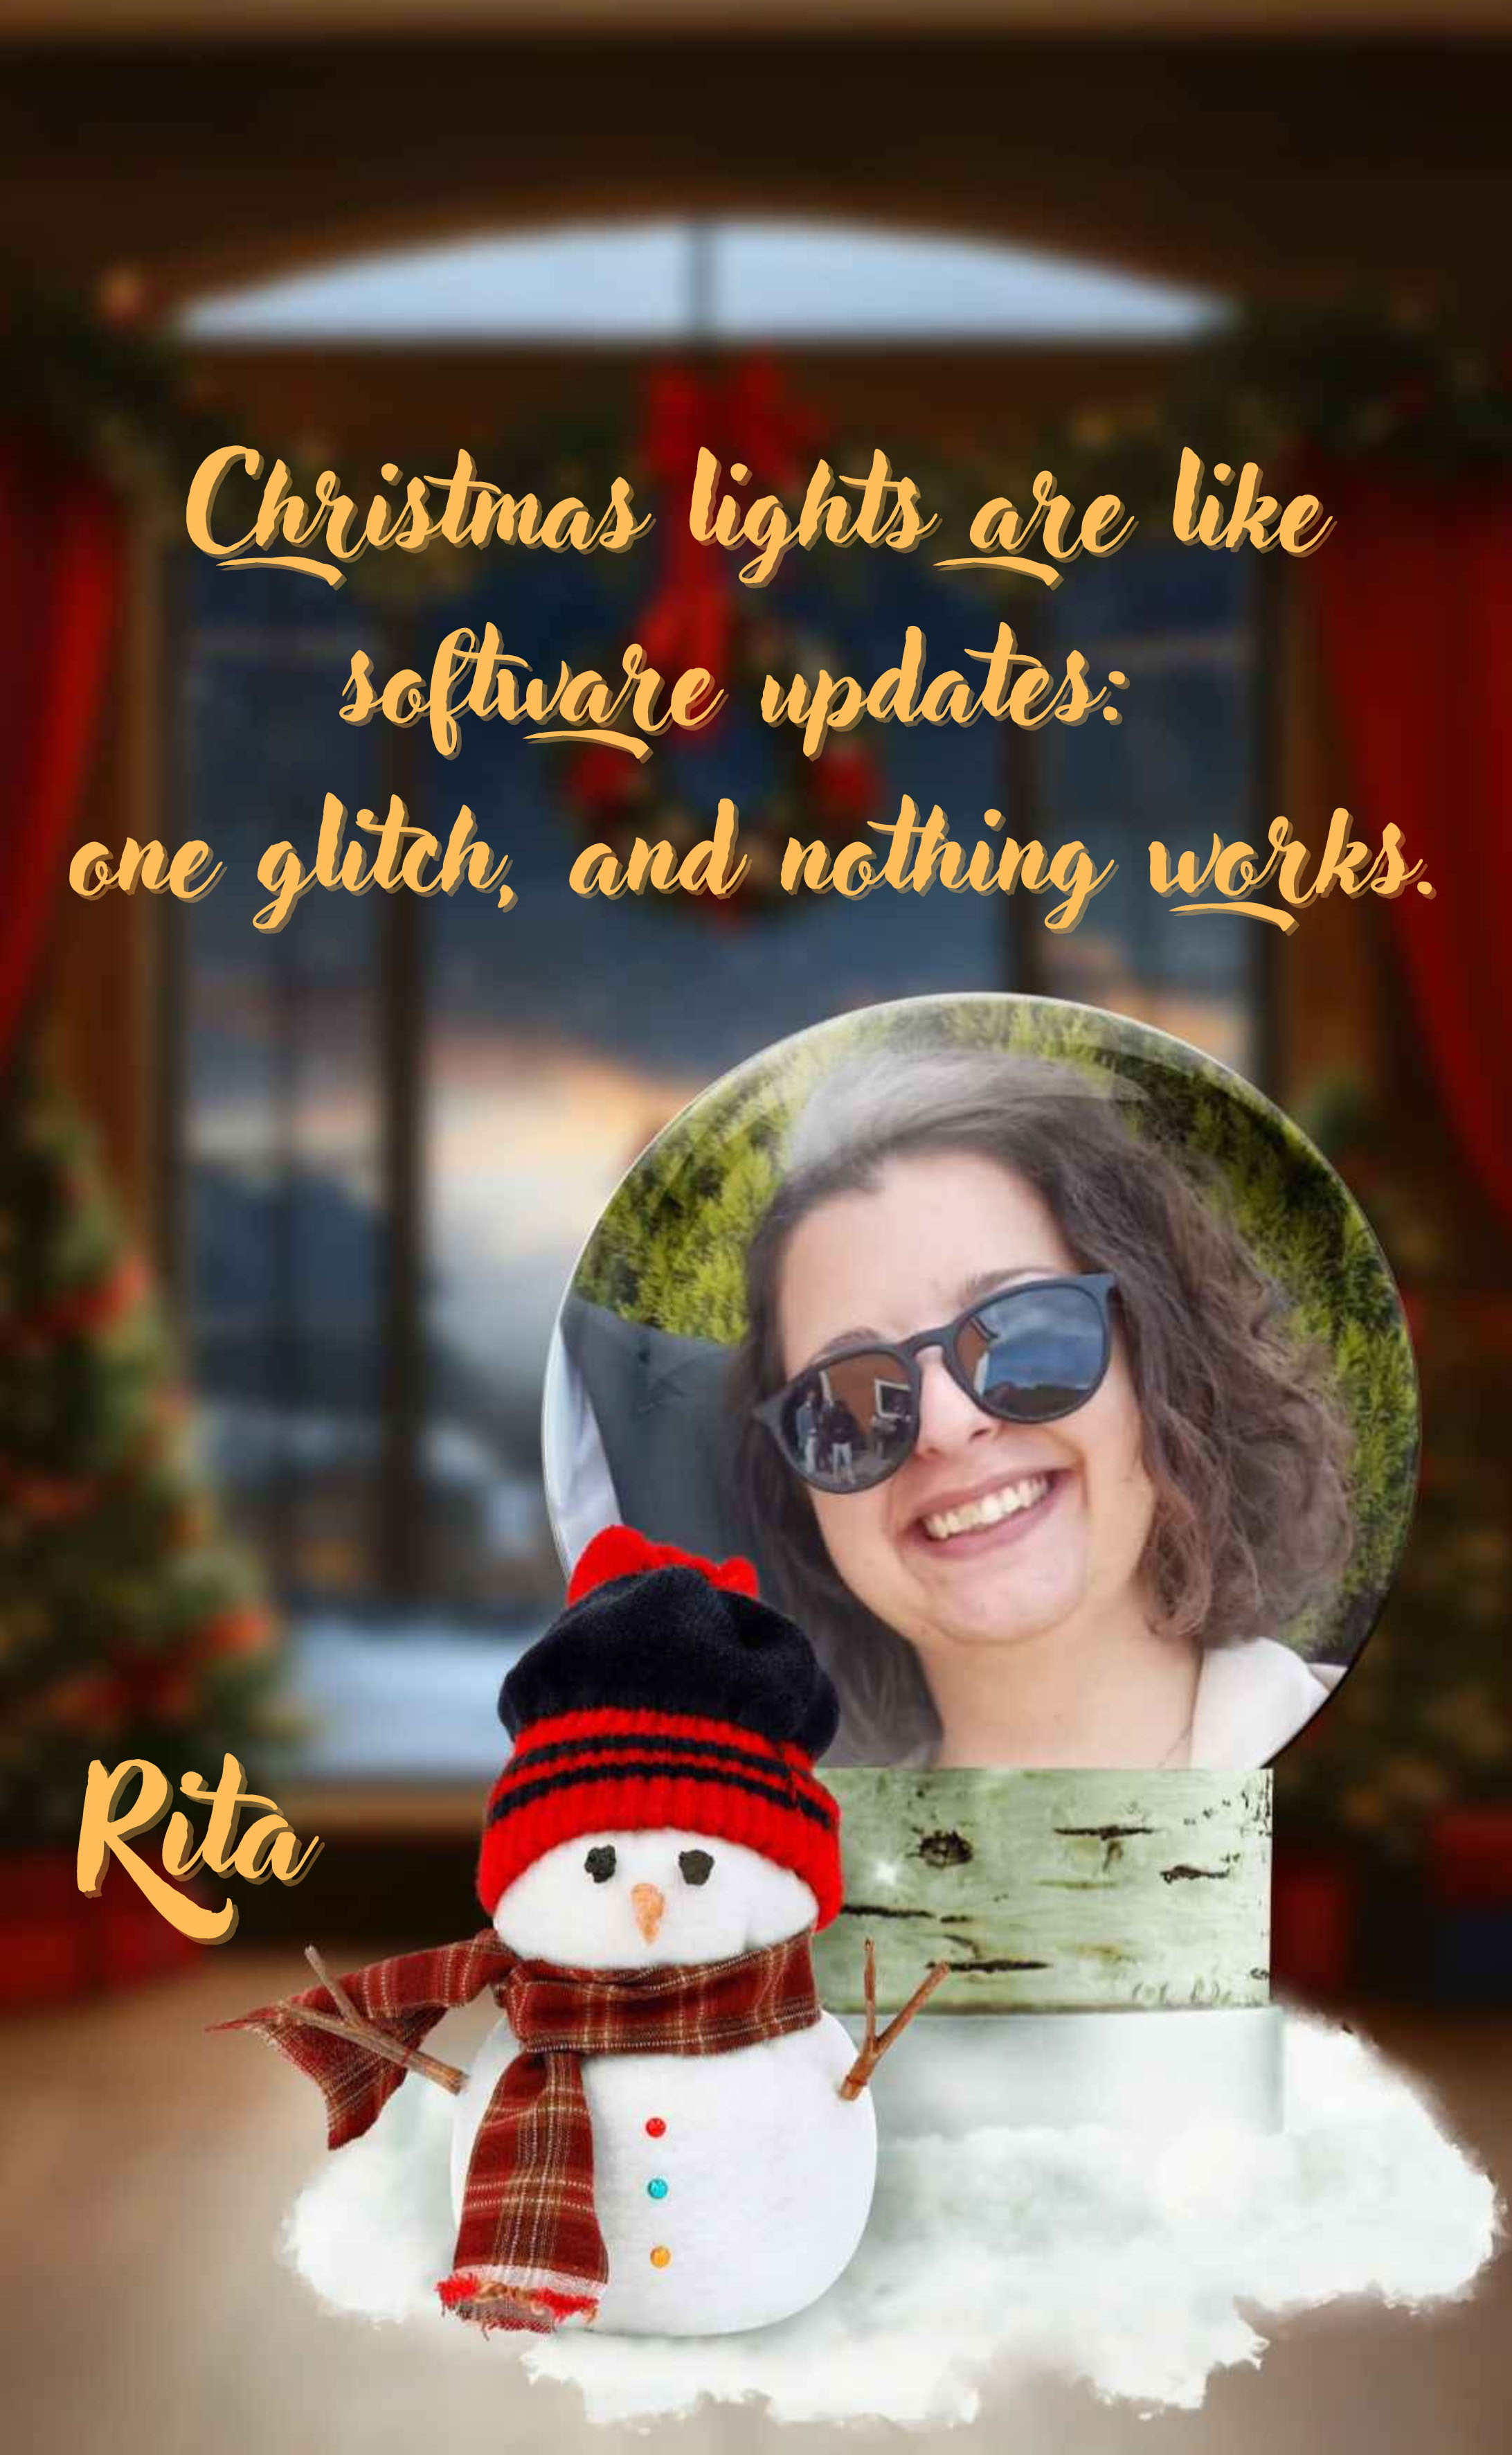 Christmas lights are like
software updates:
one glitch, and nothing works.
Rita